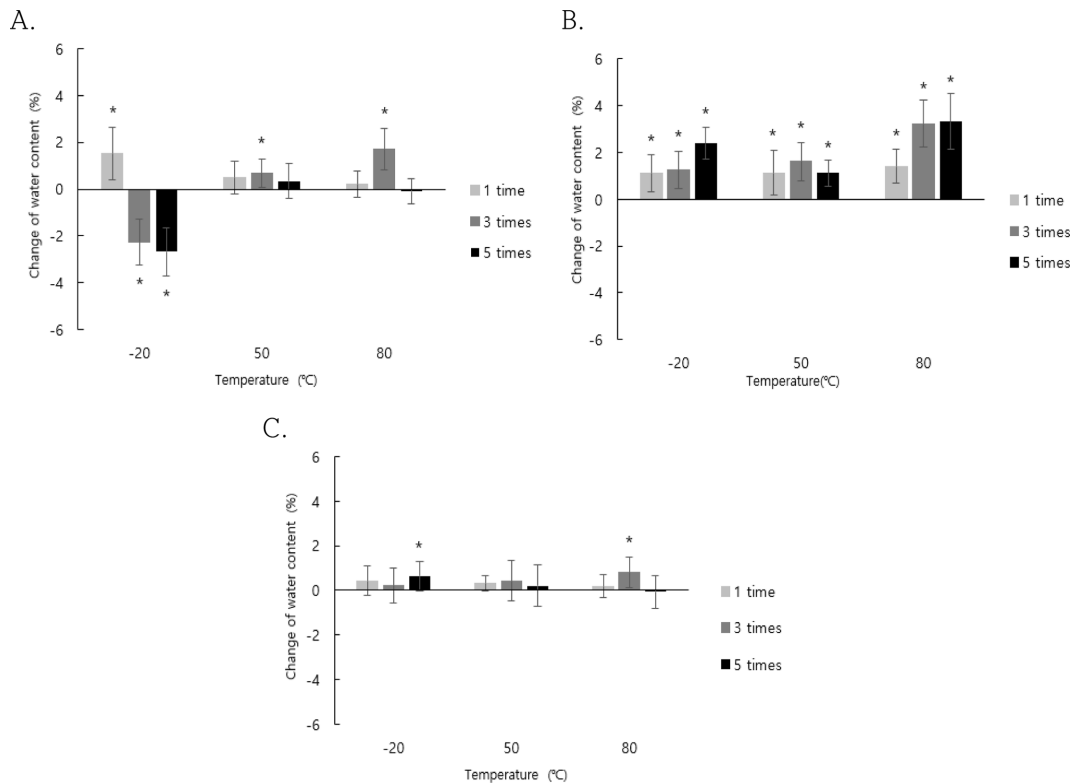 A.
6
4
2
0
-2
-4
-6
Change of water content (%)
*
*
*
*
*
-20
50
80
Temperature (℃)
1 time
3 times
5 times
B.
6
4
2
0
-2
-4
-6
Change of water content (%)
*
*
*
*
*
*
*
*
*
-20
50
80
Temperature(℃)
1 time
3 times
5 times
C.
6
4
2
0
-2
-4
-6
Change of water content (%)
*
*
-20
50
80
Temperature (℃)
1 time
3 times
5 times